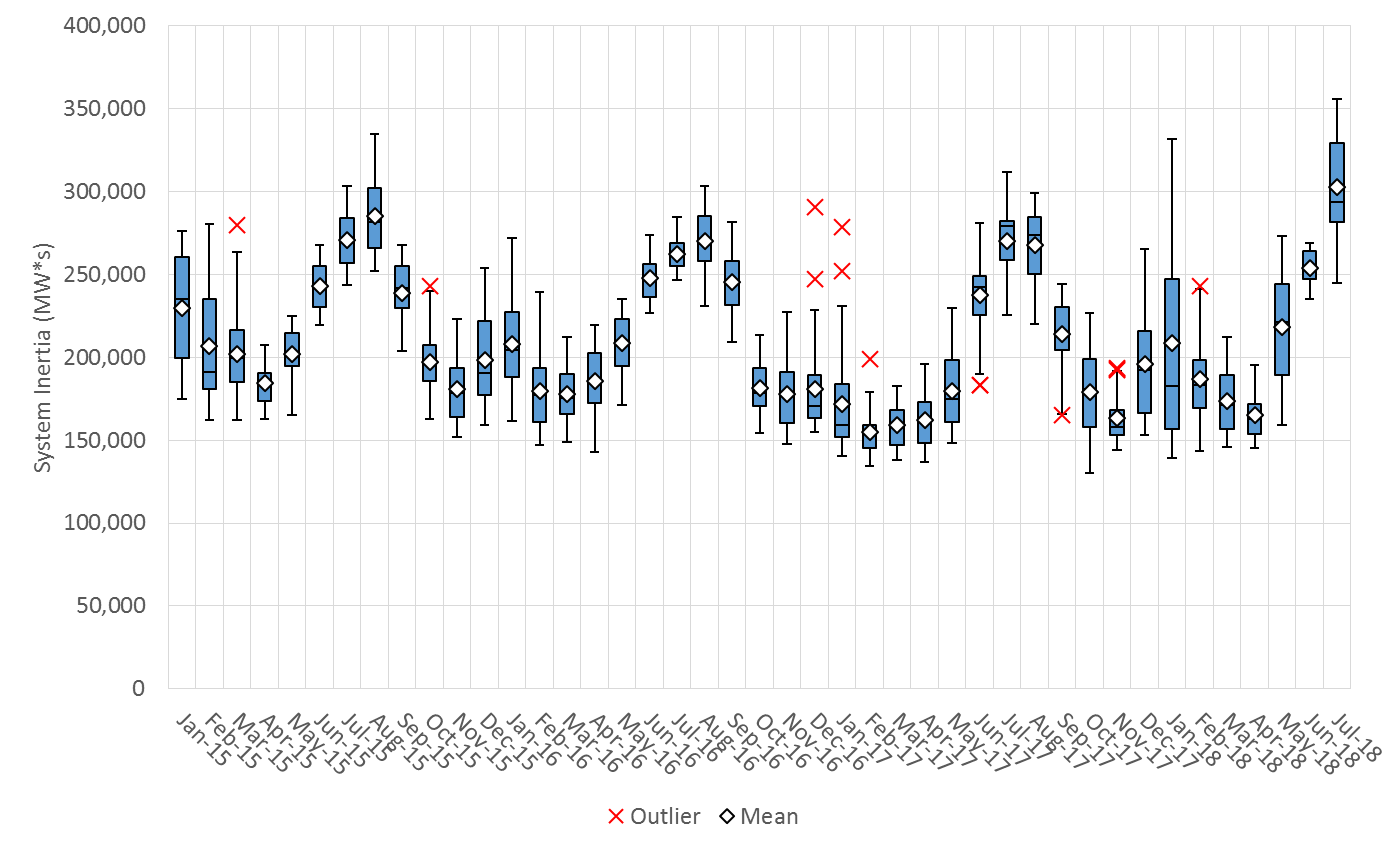 400,000
350,000
300,000
250,000
200,000
150,000
100,000
50,000
0
System Inertia (MW*s)
Jan-15
Feb-15
Mar-15
Apr-15
May-15
Jun-15
Jul-15
Aug-15
Sep-15
Oct-15
Nov-15
Dec-15
Jan-16
Feb-16
Mar-16
Apr-16
May-16
Jun-16
Jul-16
Aug-16
Sep-16
Oct-16
Nov-16
Dec-16
Jan-17
Feb-17
Mar-17
Apr-17
May-17
Jun-17
Jul-17
Aug-17
Sep-17
Oct-17
Nov-17
Dec-17
Jan-18
Feb-18
Mar-18
Apr-18
May-18
Jun-18
Jul-18
Outlier
Mean